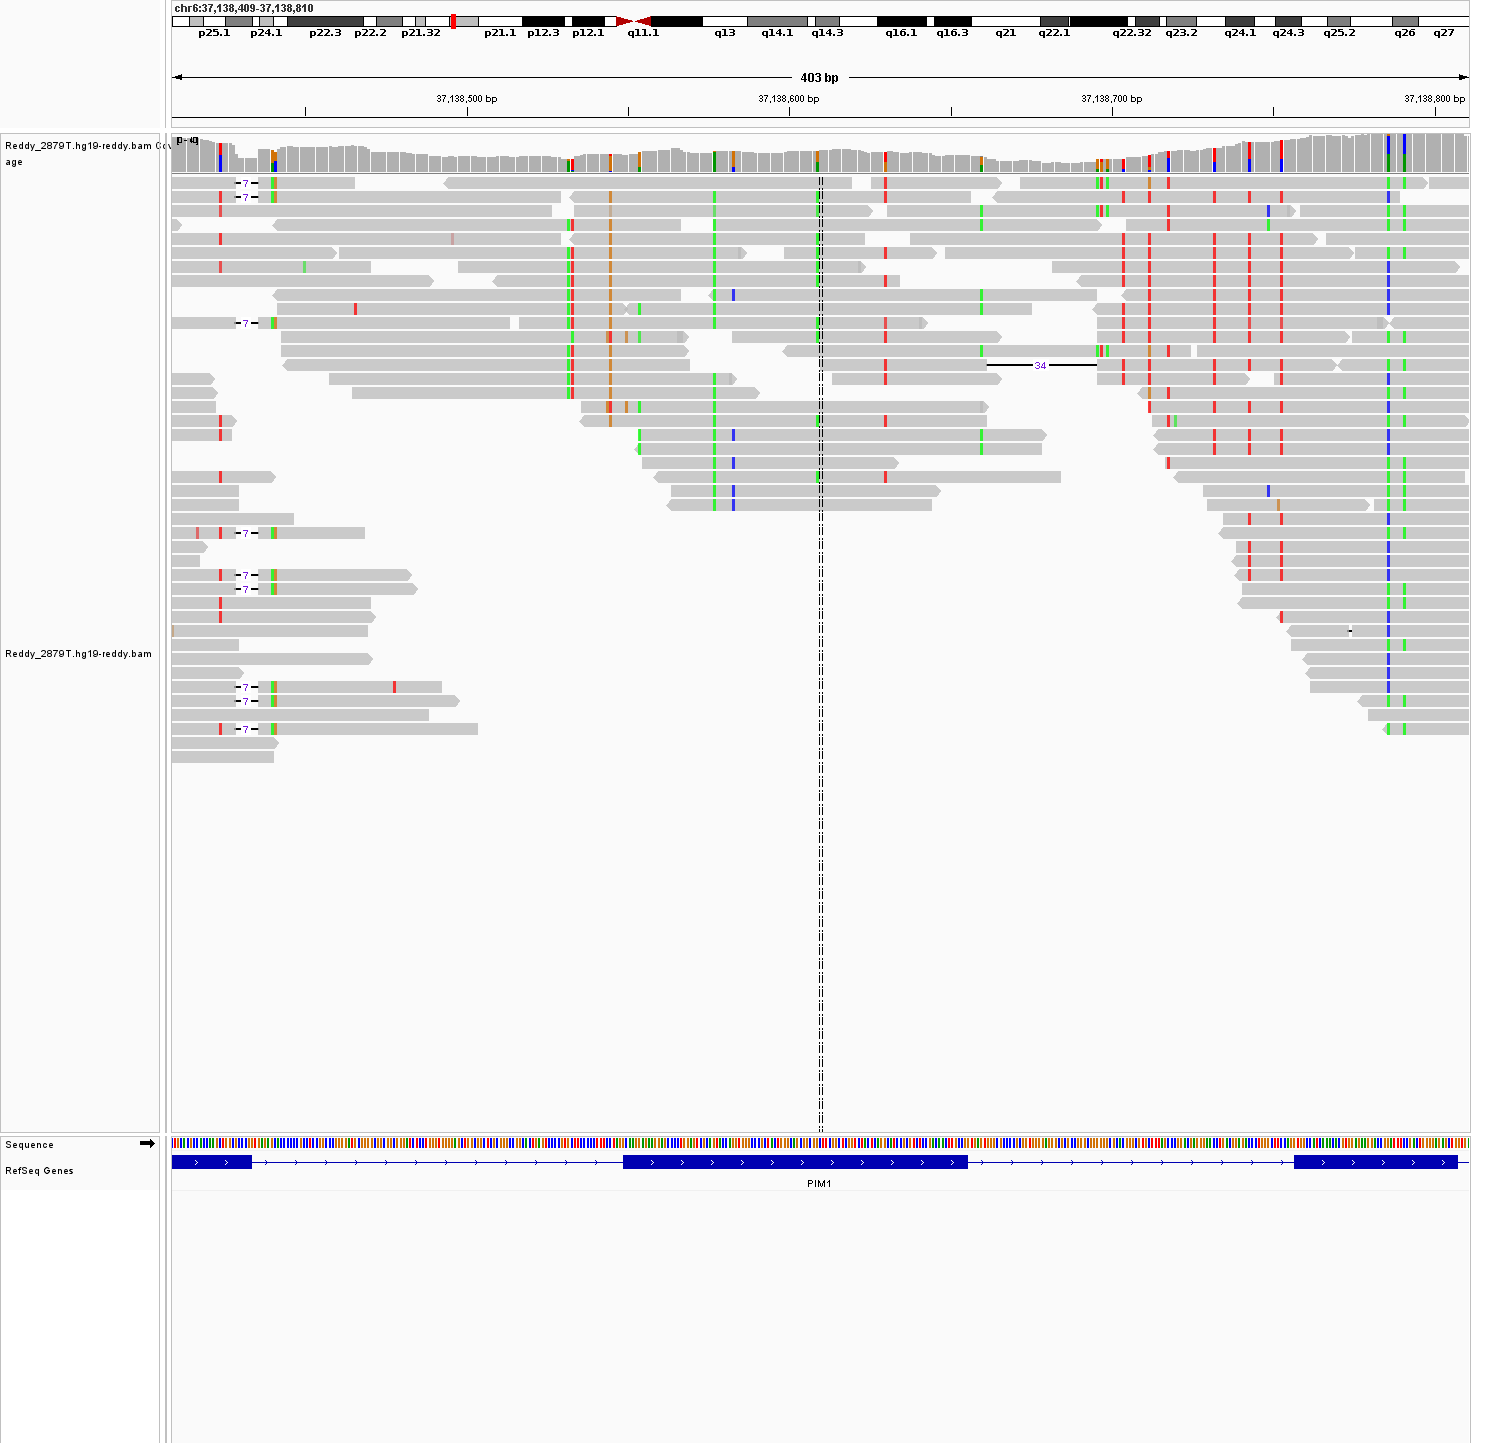 chr6:37,138,409-37,138,810
p25.1 p24.1 p22.3 p22.2 p21.32 p21.1 p12.3 p12.1 q11.1 q13 q14.1 q14.3 q16.1 q16.3 q21 q22.1 q22.32 q23.2 q24.1 q24.3 q25.2 q26 q27
403 bp
37,138,500 bp 37,138,600 bp 37,138,700 bp 37,138,800 bp
Reddy_2879T.hg19-reddy.bam Cov
age
7
7
7
34
7
7
7
Reddy_2879T.hg19-reddy.bam
7
7
7
Sequence
RefSeq Genes
PIM1